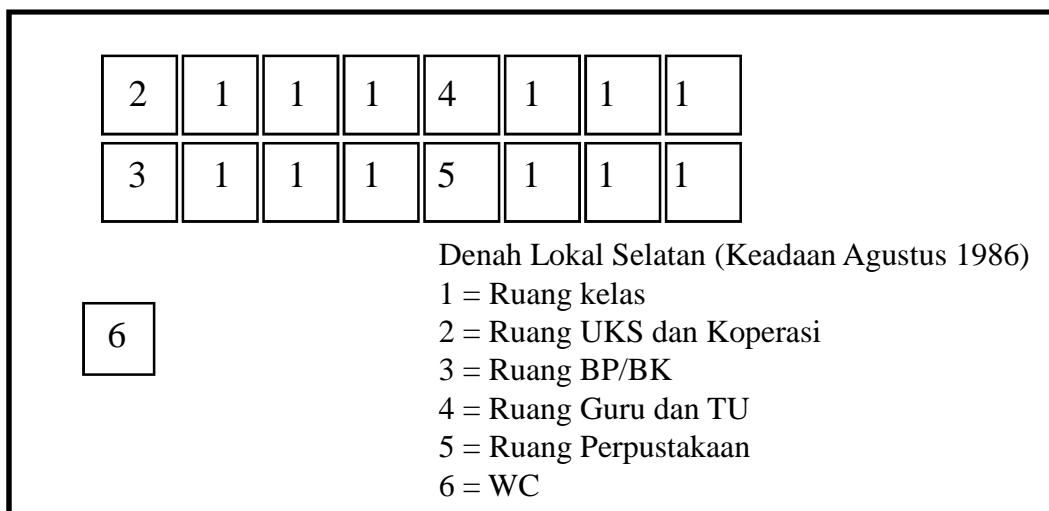 2 1 1 1 4 1 1 1
3 1 1 1 5 1 1 1
Denah Lokal Selatan (Keadaan Agustus 1986)
1 = Ruang kelas
2 = Ruang UKS dan Koperasi
3 = Ruang BP/BK
4 = Ruang Guru dan TU
5 = Ruang Perpustakaan
6 = WC
6